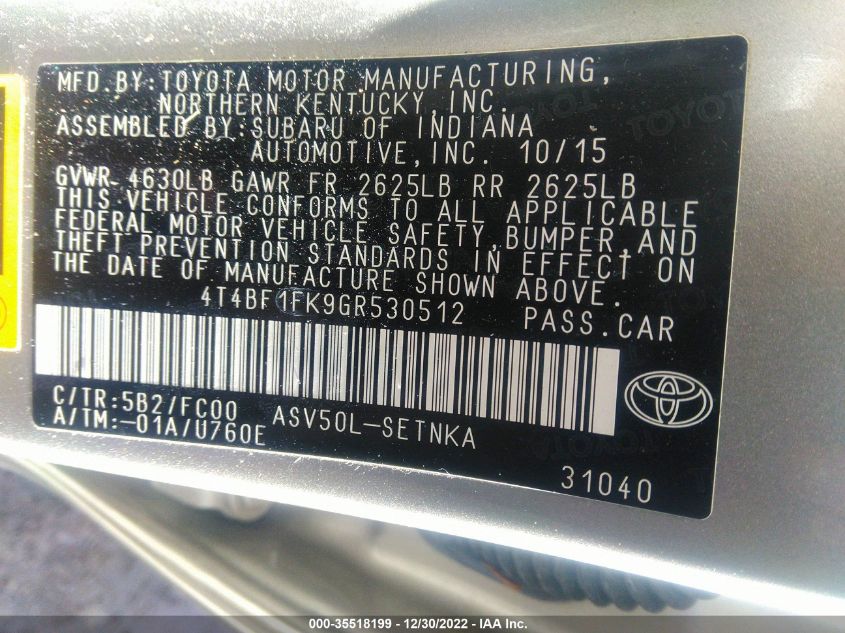 MFD.BY:TOYOTA MOTOR MANUFACTURING,
NORTHERN KENTUCKY,INC.
ASSEMBLED BY:SUBARU OF INDIANA
AUTOMOTIVE,INC. 10/15
GVWR 4630LB GAWR FR 2625LB RR 2625LB
THIS VEHICLE CONFORMS TO ALL APPLICABLE
FEDERAL MOTOR VEHICLE SAFETY,BUMPER,AND
THEFT PREVENTION STANDARDS IN EFFECT ON
THE DATE OF MANUFACTURE SHOWN ABOVE.
4T4BF1FK9GR530512 PASS.CAR
C/TR:5B2/FC00 ASV50L-SETNKA
A/TM:-01A/U760E
31040
000-35518199 - 12/30/2022 - IAA Inc.